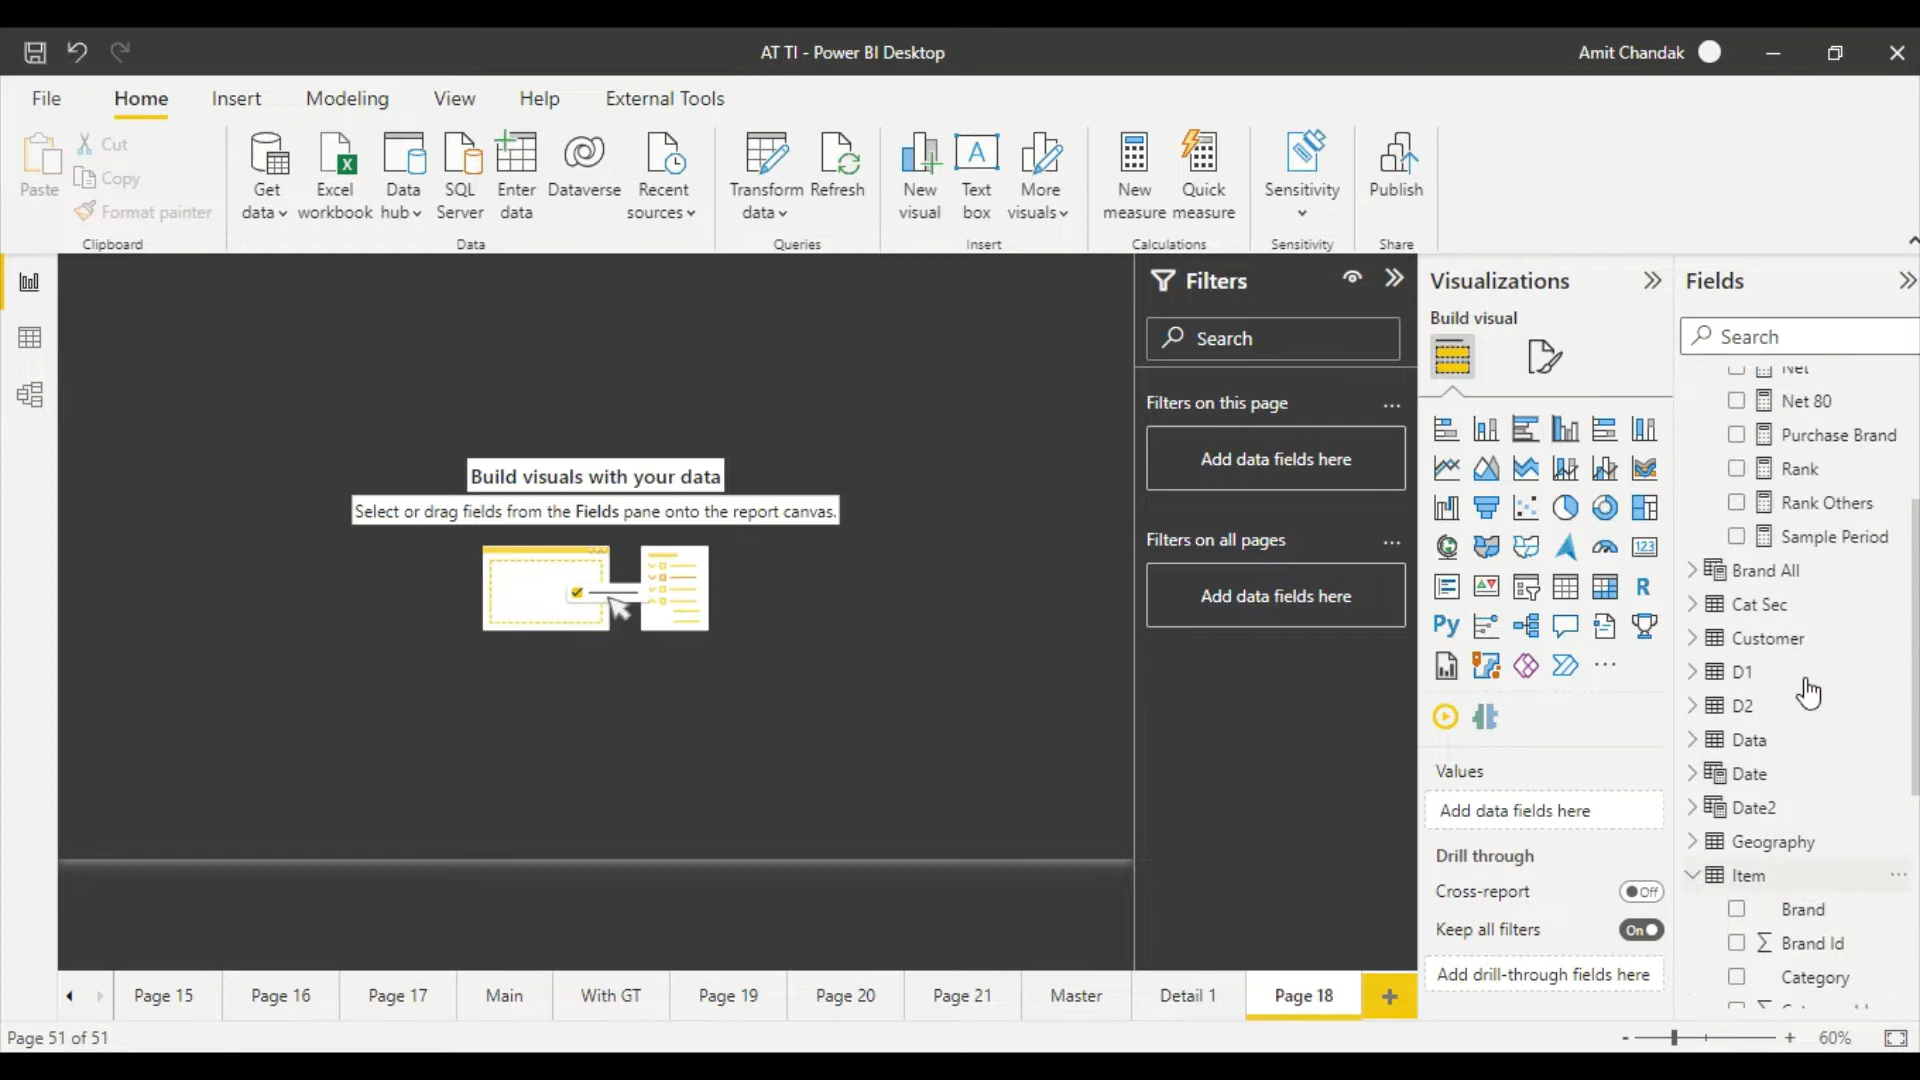 AT TI - Power BI Desktop
Amit Chandak
File
Home
Insert
Modeling
View
Help
External Tools
Paste
Cut
Copy
Format painter
Clipboard
Get data
Excel workbook
Data hub
SQL Server
Enter data
Dataverse
Recent sources
Data
Transform data
Refresh
Queries
New visual
Text box
More visuals
Insert
New measure
Quick measure
Calculations
Sensitivity
Sensitivity
Publish
Share
Build visuals with your data
Select or drag fields from the Fields pane onto the report canvas.
Filters
Search
Filters on this page
...
Add data fields here
Filters on all pages
...
Add data fields here
Visualizations
Build visual
123
R
Py
...
Values
Add data fields here
Drill through
Cross-report
Off
Keep all filters
On
Add drill-through fields here
Fields
Search
Net
Net 80
Purchase Brand
Rank
Rank Others
Sample Period
Brand All
Cat Sec
Customer
D1
D2
Data
Date
Date2
Geography
Item
...
Brand
Σ Brand Id
Category
Page 15
Page 16
Page 17
Main
With GT
Page 19
Page 20
Page 21
Master
Detail 1
Page 18
+
Page 51 of 51
- + 60%